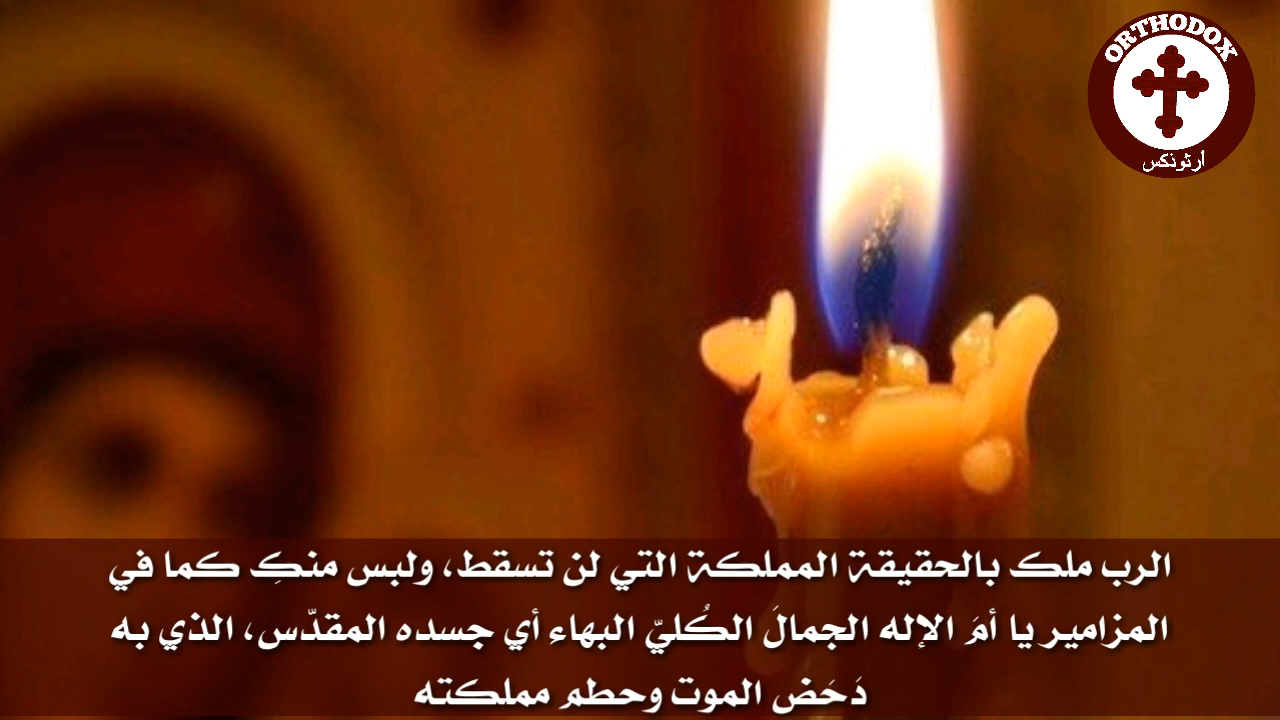 ORTHODOX
أرثوذكس
الرب ملك بالحقيقة المملكة التي لن تسقط، ولبس منكِ كما في
المزامير يا أمَ الإله الجمالَ الكُليّ البهاء أي جسده المقدّس، الذي به
دَحَض الموت وحطم مملكته